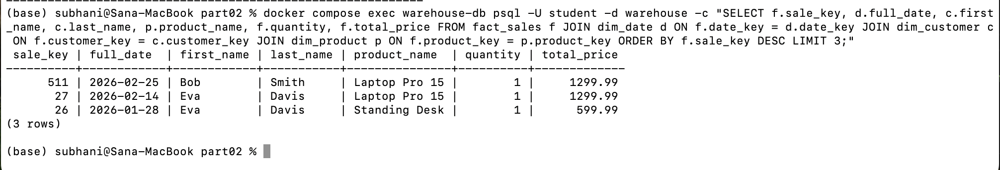 (base) subhani@Sana-MacBook part02 % docker compose exec warehouse-db psql -U student -d warehouse -c "SELECT f.sale_key, d.full_date, c.first
_name, c.last_name, p.product_name, f.quantity, f.total_price FROM fact_sales f JOIN dim_date d ON f.date_key = d.date_key JOIN dim_customer c
 ON f.customer_key = c.customer_key JOIN dim_product p ON f.product_key = p.product_key ORDER BY f.sale_key DESC LIMIT 3;"
 sale_key | full_date  | first_name | last_name | product_name  | quantity | total_price
----------+------------+------------+-----------+---------------+----------+-------------
      511 | 2026-02-25 | Bob        | Smith     | Laptop Pro 15 |        1 |     1299.99
       27 | 2026-02-14 | Eva        | Davis     | Laptop Pro 15 |        1 |     1299.99
       26 | 2026-01-28 | Eva        | Davis     | Standing Desk |        1 |      599.99
(3 rows)
(base) subhani@Sana-MacBook part02 %